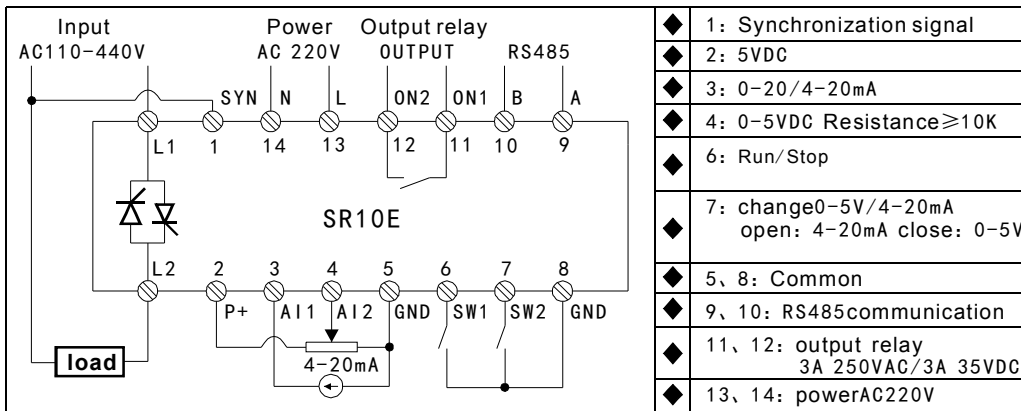 Input
AC110-440V
Power
AC 220V
Output relay
OUTPUT
RS485
SYN N L ON2 ON1 B A
L1 1 14 13 12 11 10 9
SR10E
L2 2 3 4 5 6 7 8
P+ AI1 AI2 GND SW1 SW2 GND
4-20mA
load
1: Synchronization signal
2: 5VDC
3: 0-20/4-20mA
4: 0-5VDC Resistance≥10K
6: Run/Stop
7: change0-5V/4-20mA
open: 4-20mA close: 0-5V
5、8: Common
9、10: RS485communication
11、12: output relay
3A 250VAC/3A 35VDC
13、14: powerAC220V